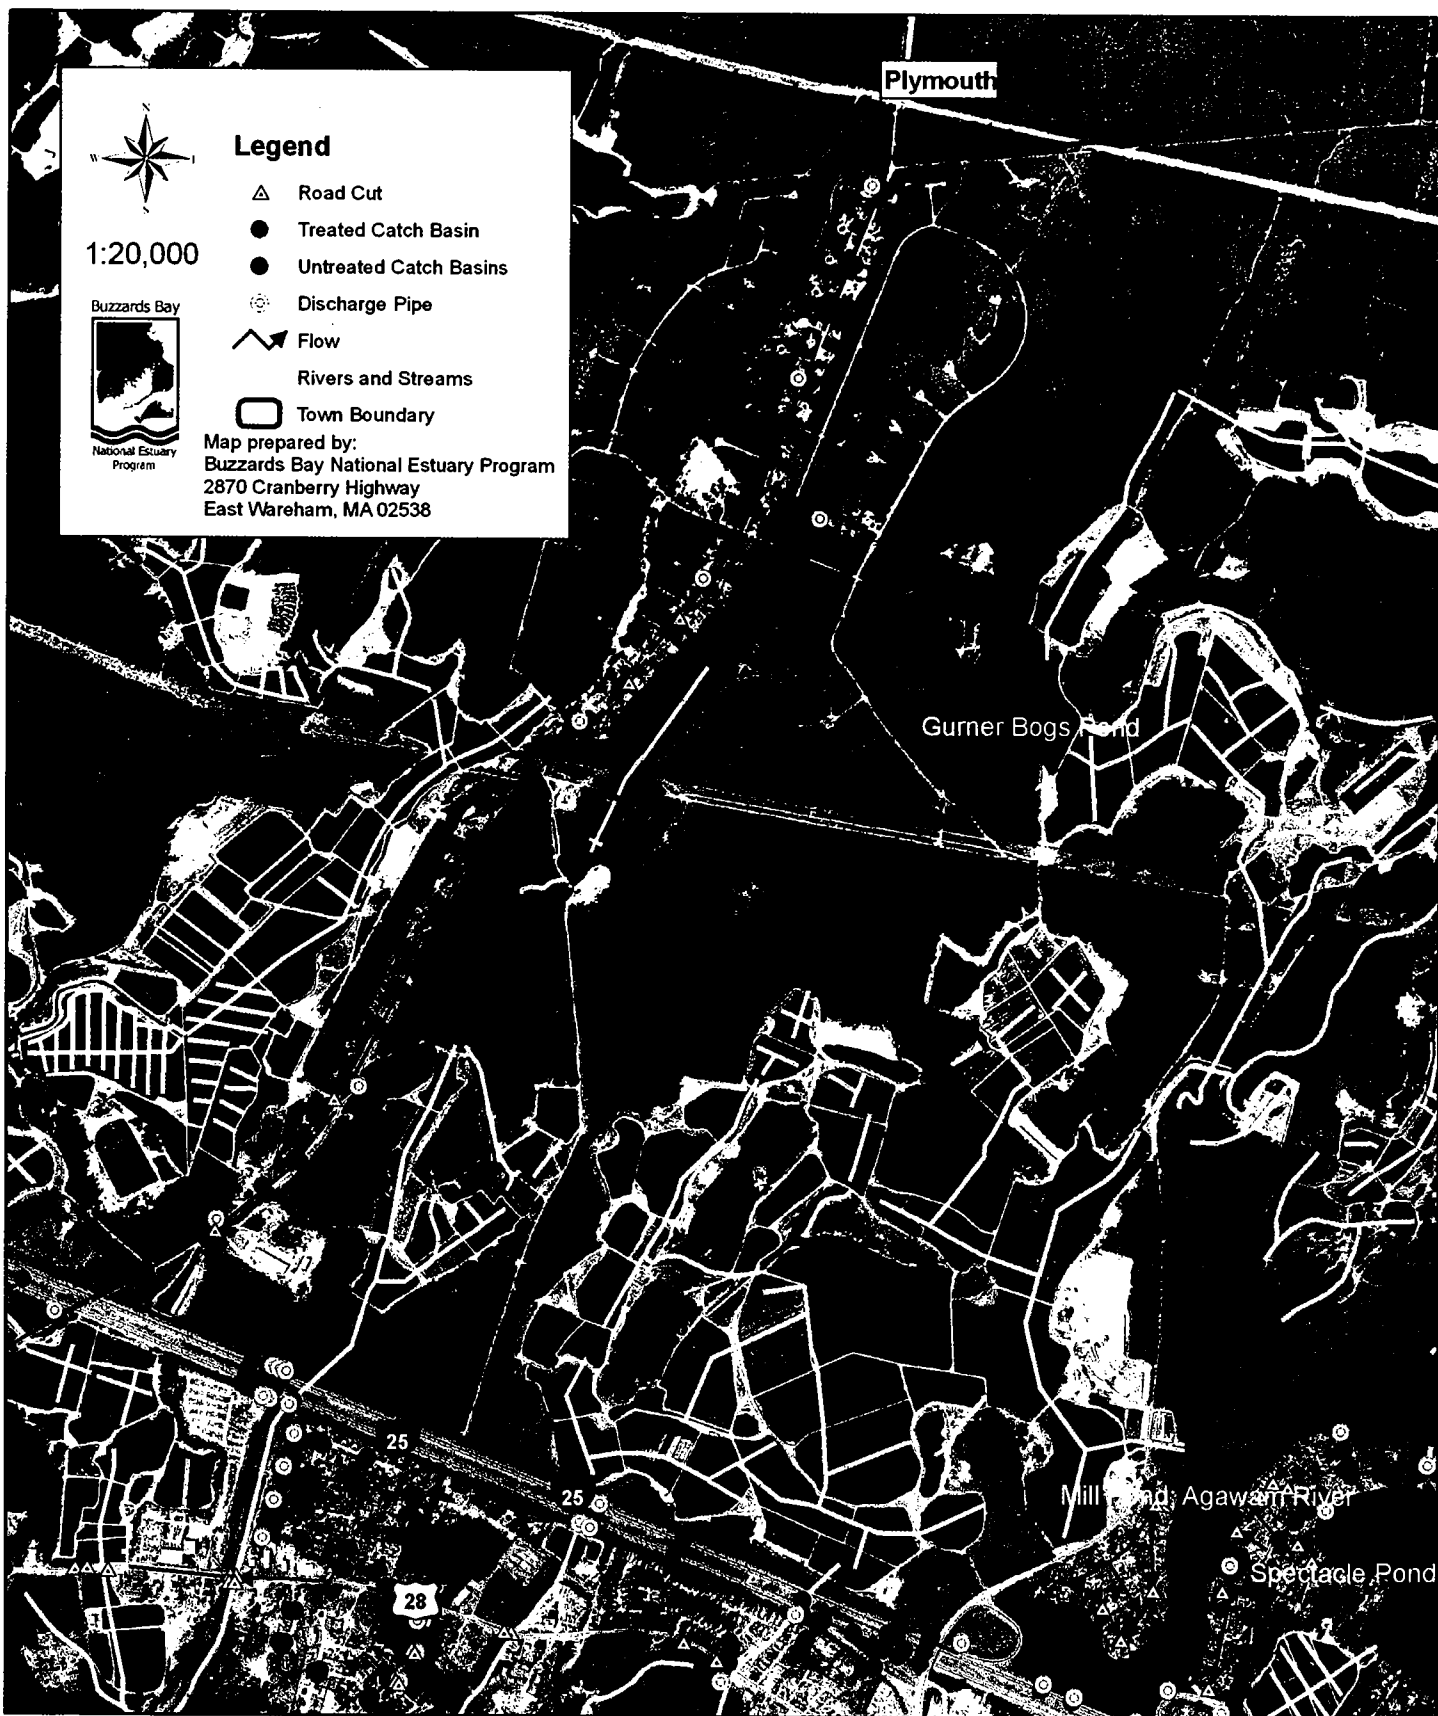 Plymouth
N
W
S
Legend
Road Cut
1:20,000
Treated Catch Basin
Untreated Catch Basins
Discharge Pipe
Flow
Rivers and Streams
Town Boundary
Buzzards Bay
National Estuary
Program
Map prepared by:
Buzzards Bay National Estuary Program
2870 Cranberry Highway
East Wareham, MA 02538
Gurner Bogs Pond
25
25
Mill Pond, Agawam River
Spectacle Pond
28